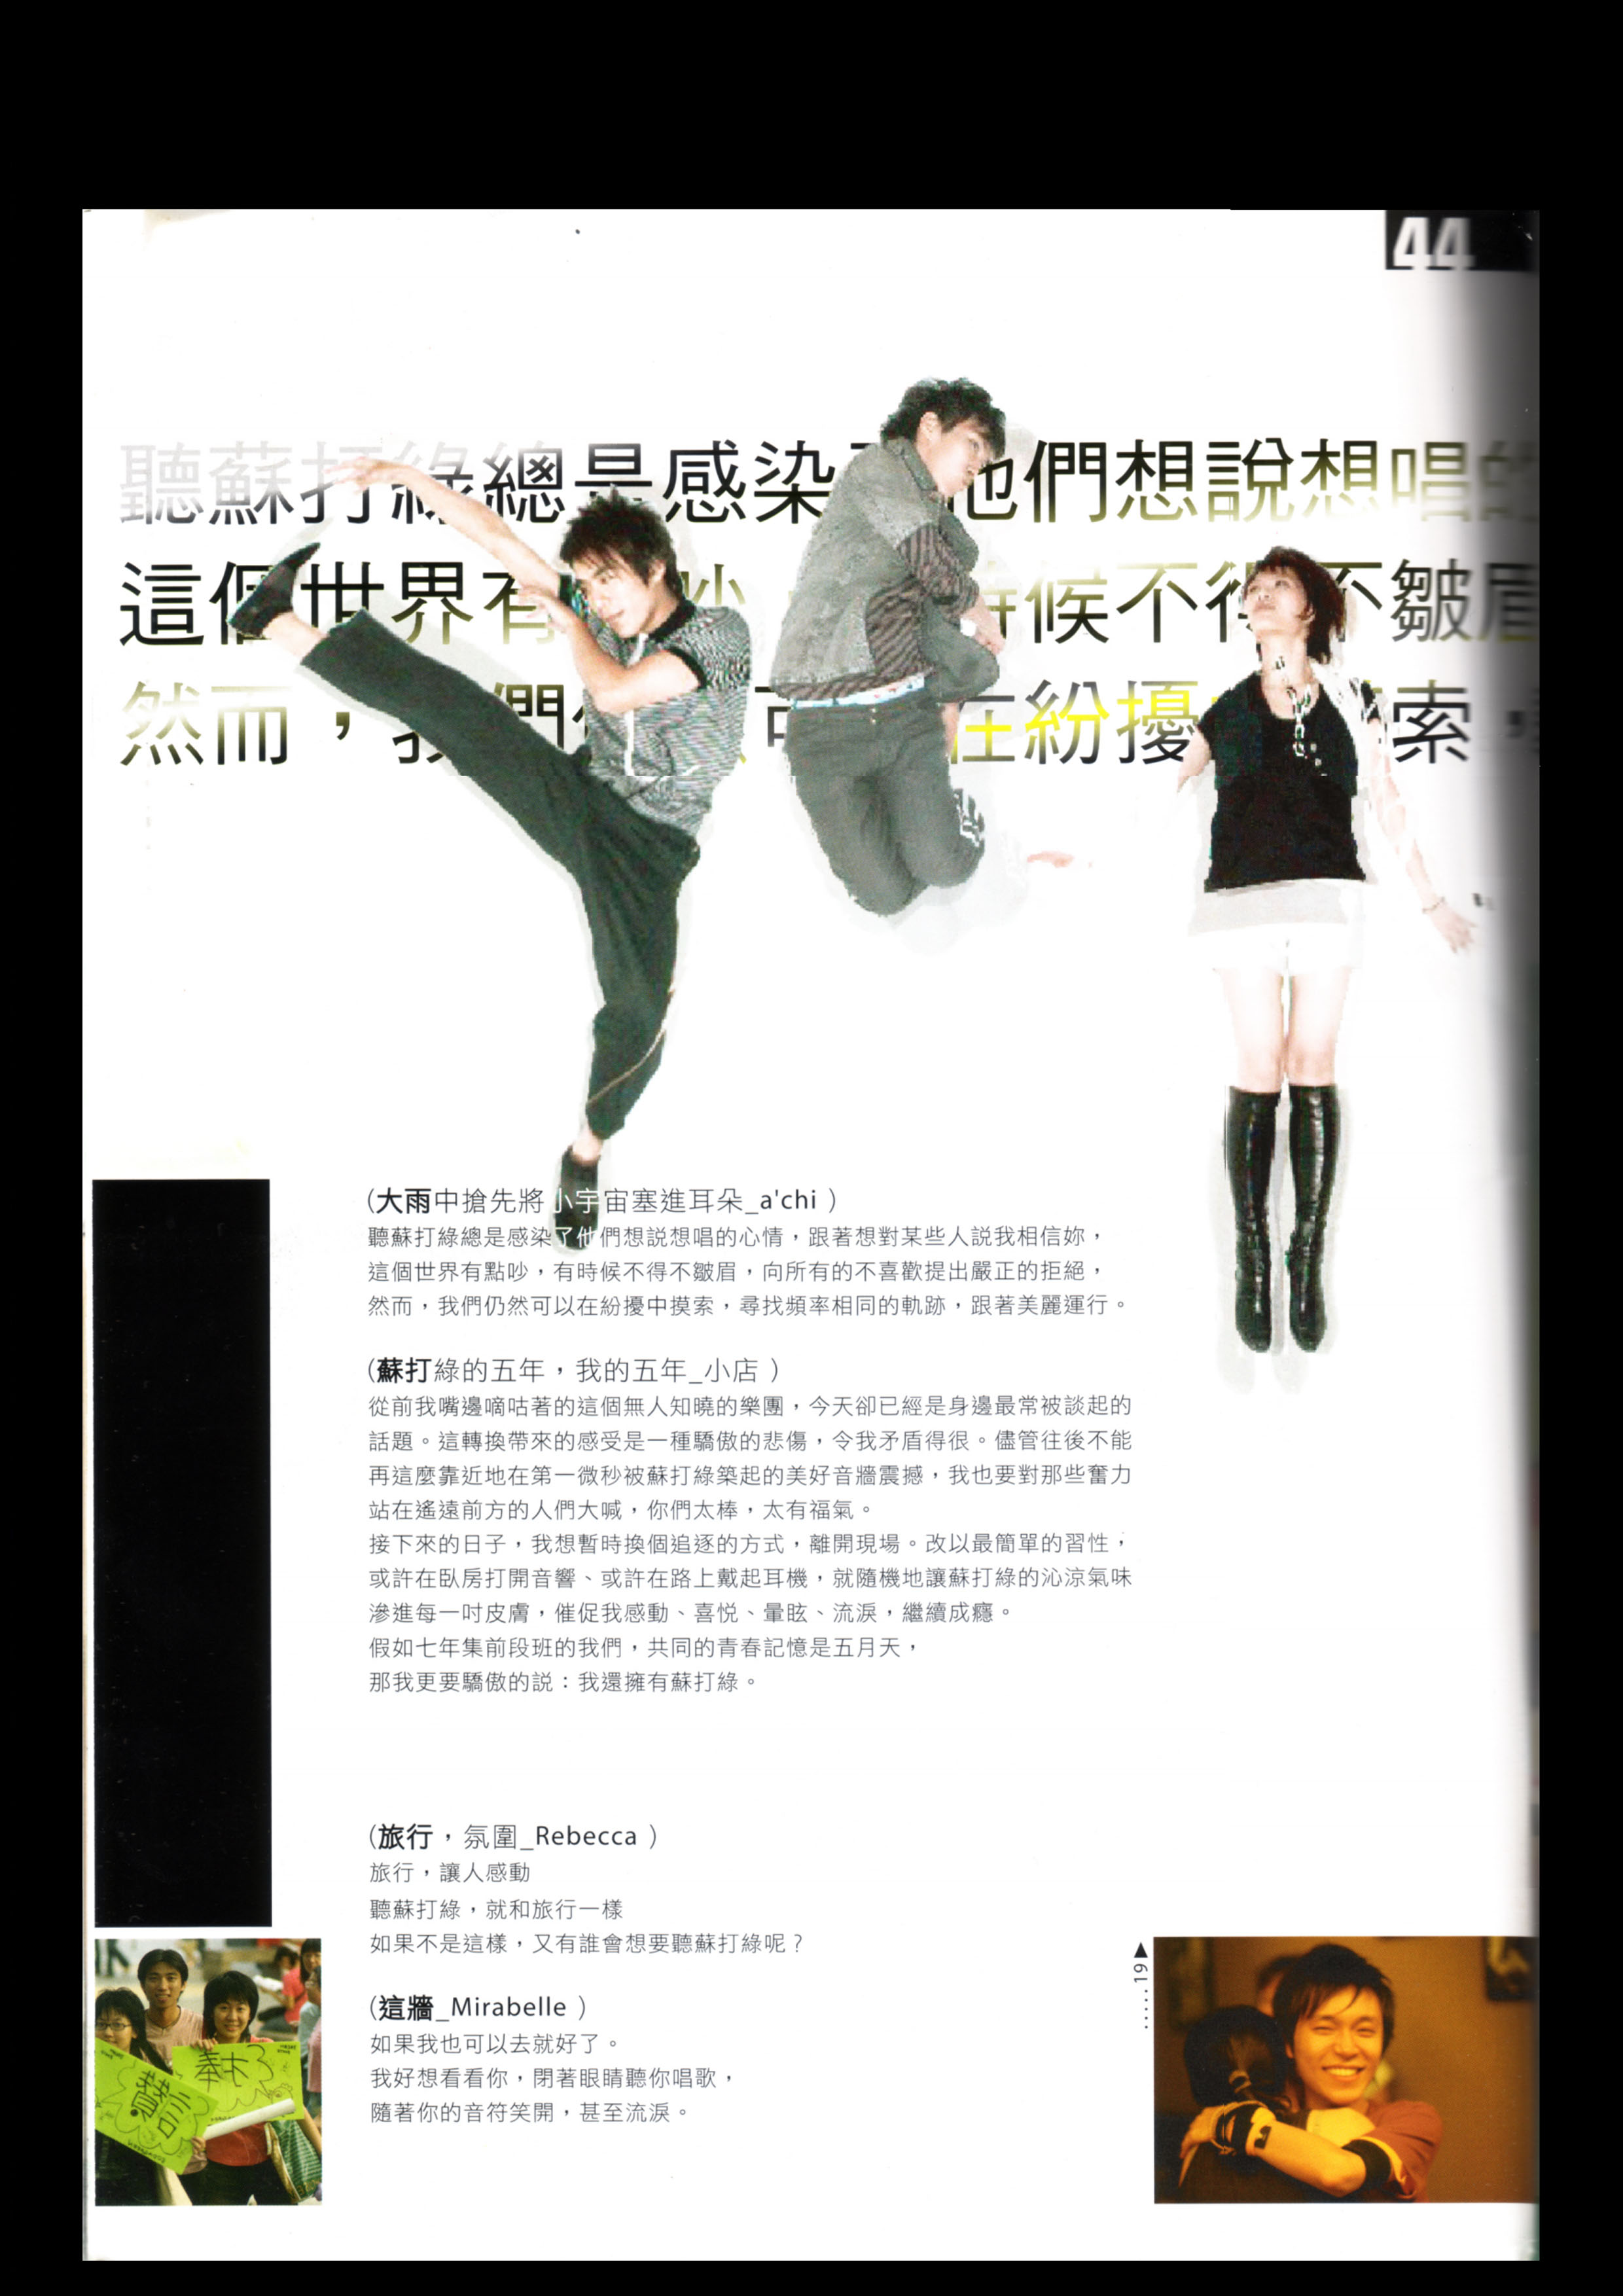 44
聽蘇打綠總是感染 他們想說想唱的
這個世界有 吵 時候不得不皺眉
然而，我們 可 在紛擾 索，
(大雨中搶先將小宇宙塞進耳朵_a'chi )
聽蘇打綠總是感染了他們想說想唱的心情，跟著想對某些人說我相信妳，
這個世界有點吵，有時候不得不皺眉，向所有的不喜歡提出嚴正的拒絕，
然而，我們仍然可以在紛擾中摸索，尋找頻率相同的軌跡，跟著美麗運行。
(蘇打綠的五年，我的五年_小店 )
從前我嘴邊嘀咕著的這個無人知曉的樂團，今天卻已經是身邊最常被談起的
話題。這轉換帶來的感受是一種驕傲的悲傷，令我矛盾得很。儘管往後不能
再這麼靠近地在第一微秒被蘇打綠築起的美好音牆震撼，我也要對那些奮力
站在遙遠前方的人們大喊，你們太棒，太有福氣。
接下來的日子，我想暫時換個追逐的方式，離開現場。改以最簡單的習性，
或許在臥房打開音響、或許在路上戴起耳機，就隨機地讓蘇打綠的沁涼氣味
滲進每一吋皮膚，催促我感動、喜悅、暈眩、流淚，繼續成癮。
假如七年集前段班的我們，共同的青春記憶是五月天，
那我更要驕傲的說：我還擁有蘇打綠。
(旅行，氛圍_Rebecca )
旅行，讓人感動
聽蘇打綠，就和旅行一樣
如果不是這樣，又有誰會想要聽蘇打綠呢？
(這牆_Mirabelle )
如果我也可以去就好了。
我好想看看你，閉著眼睛聽你唱歌，
隨著你的音符笑開，甚至流淚。
.....19▲